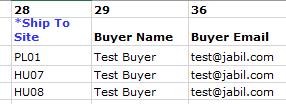 28 29 36
*Ship To
Site Buyer Name Buyer Email
PL01 Test Buyer test@jabil.com
HU07 Test Buyer test@jabil.com
HU08 Test Buyer test@jabil.com